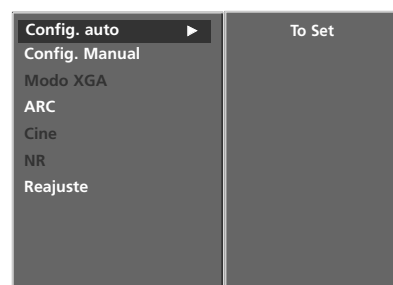 Config. auto ►
To Set
Config. Manual
Modo XGA
ARC
Cine
NR
Reajuste